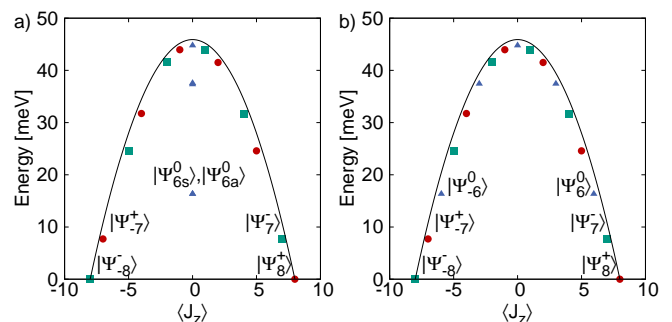 a)
Energy [meV]
50
40
30
20
10
0
|Ψ⁰6s⟩,|Ψ⁰6a⟩
|Ψ⁺-7⟩
|Ψ⁻7⟩
|Ψ⁻-8⟩
|Ψ⁺8⟩
-10 -5 0 5 10
⟨Jz⟩
b)
Energy [meV]
50
40
30
20
10
0
|Ψ⁰-6⟩ |Ψ⁰6⟩
|Ψ⁺-7⟩ |Ψ⁻7⟩
|Ψ⁻-8⟩ |Ψ⁺8⟩
-10 -5 0 5 10
⟨Jz⟩